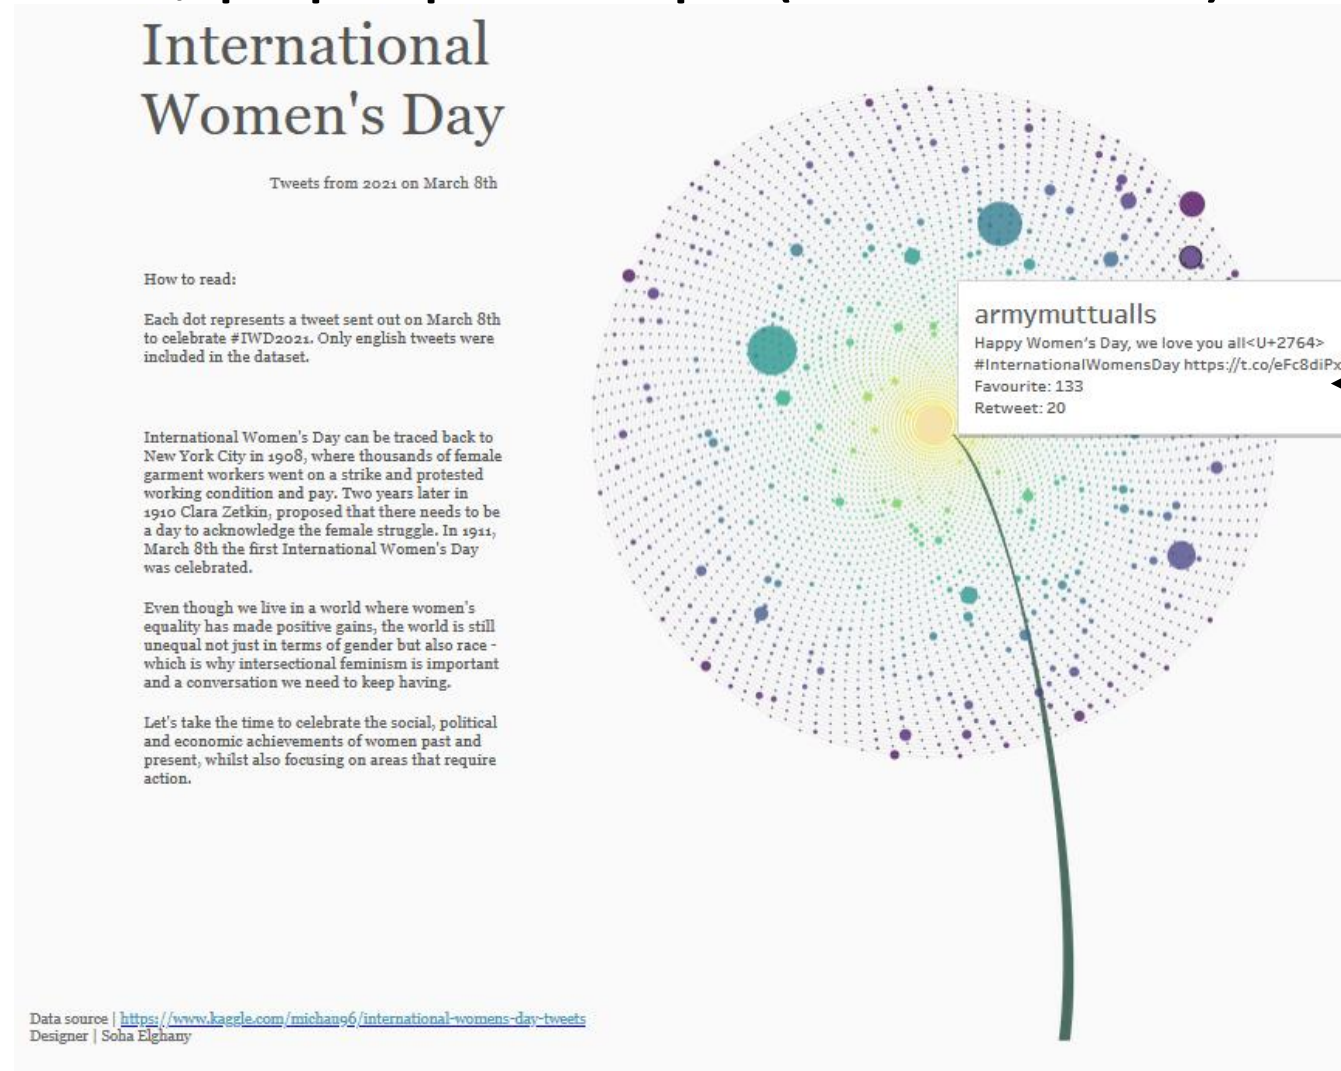 International
Women's Day
Tweets from 2021 on March 8th
How to read:
Each dot represents a tweet sent out on March 8th
to celebrate #IWD2021. Only english tweets were
included in the dataset.
International Women's Day can be traced back to
New York City in 1908, where thousands of female
garment workers went on a strike and protested
working condition and pay. Two years later in
1910 Clara Zetkin, proposed that there needs to be
a day to acknowledge the female struggle. In 1911,
March 8th the first International Women's Day
was celebrated.
Even though we live in a world where women's
equality has made positive gains, the world is still
unequal not just in terms of gender but also race -
which is why intersectional feminism is important
and a conversation we need to keep having.
Let's take the time to celebrate the social, political
and economic achievements of women past and
present, whilst also focusing on areas that require
action.
armymuttualls
Happy Women's Day, we love you all<U+2764>
#InternationalWomensDay https://t.co/eFc8diPx
Favourite: 133
Retweet: 20
Data source | https://www.kaggle.com/michau96/international-womens-day-tweets
Designer | Soha Elghany